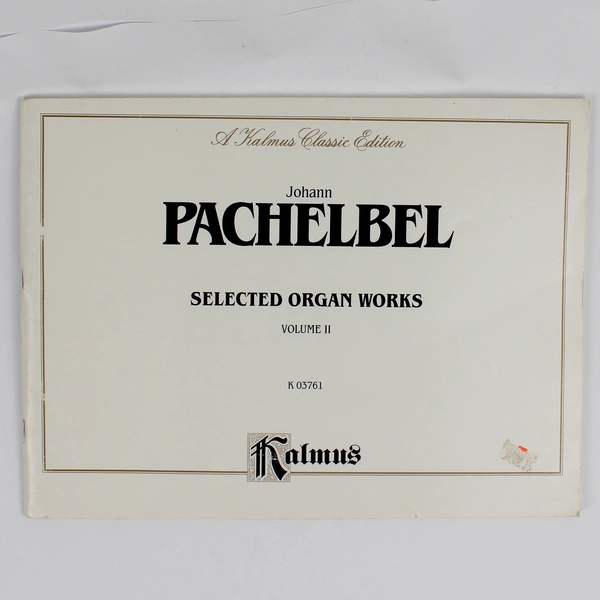 A Kalmus Classic Edition
Johann
PACHELBEL
SELECTED ORGAN WORKS
VOLUME II
K 03761
Kalmus